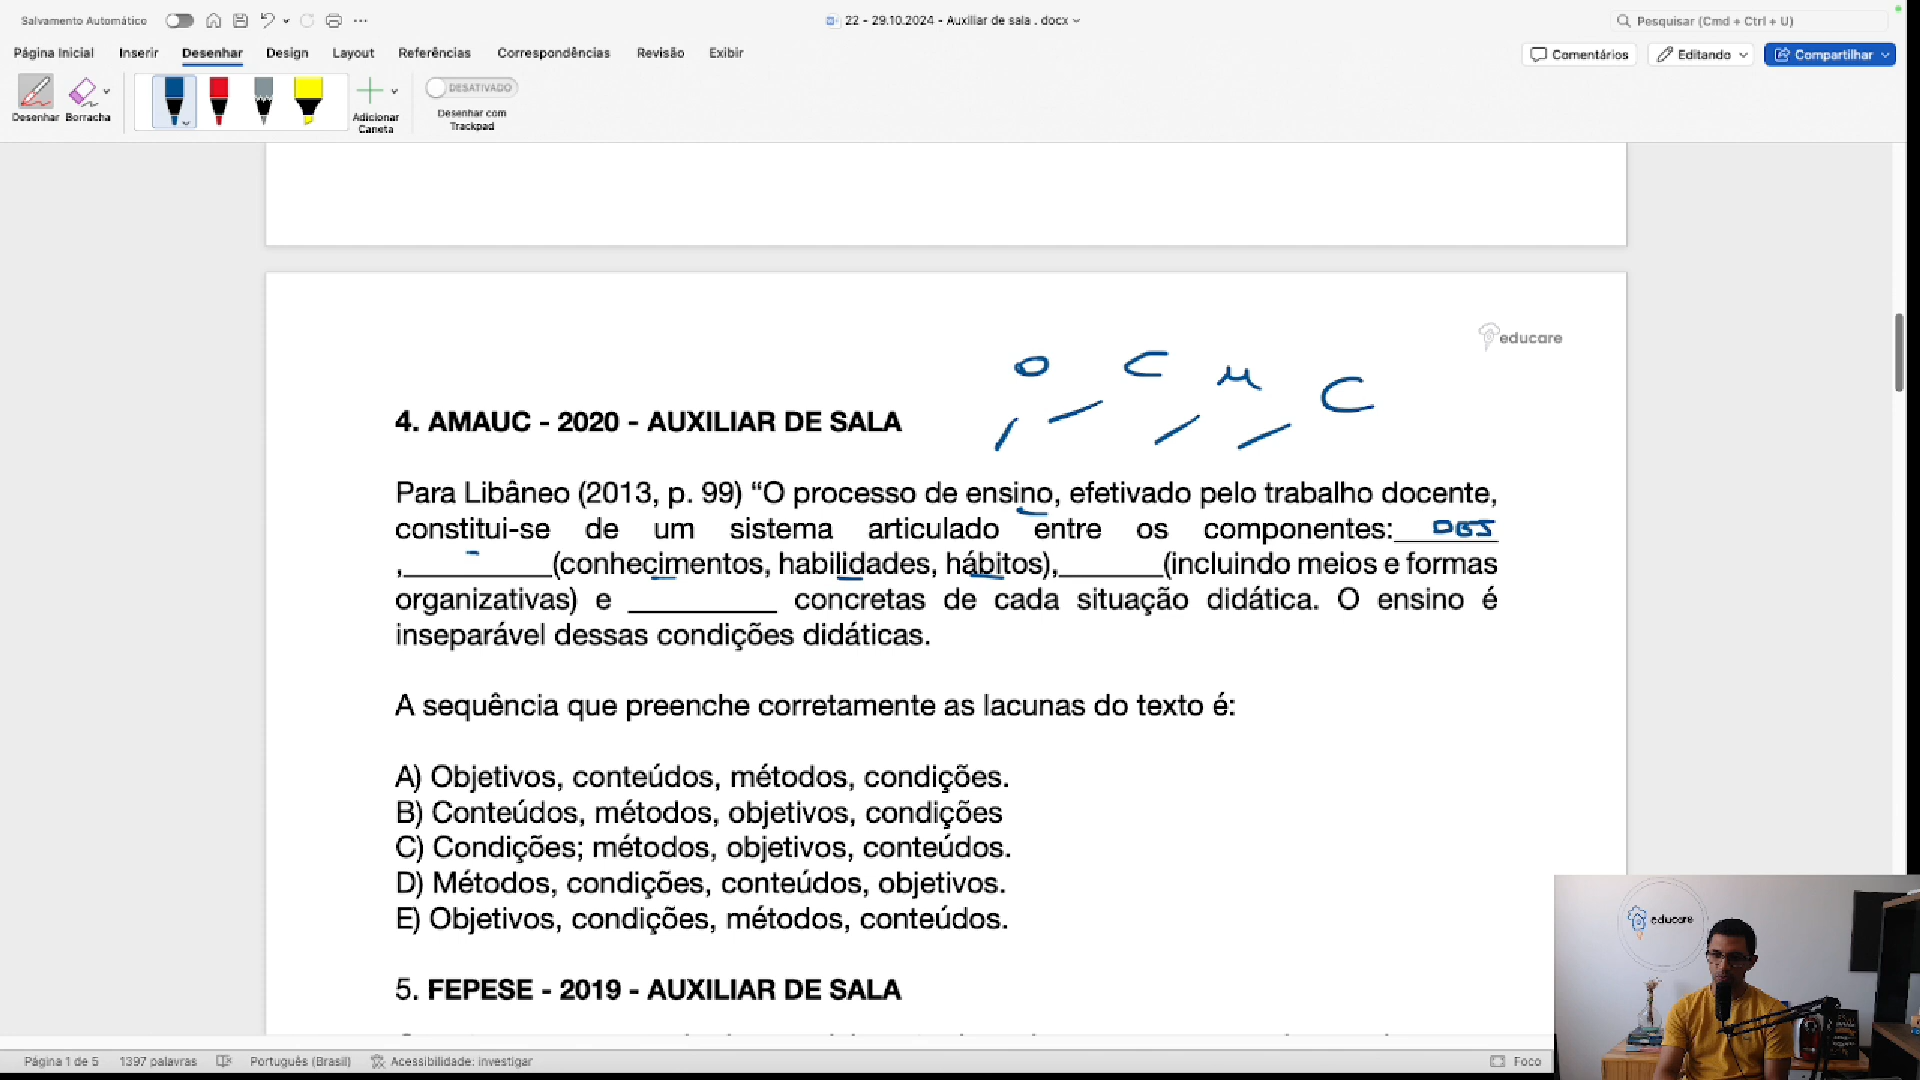 Salvamento Automático
22 - 29.10.2024 - Auxiliar de sala .docx
Pesquisar (Cmd + Ctrl + U)
Página Inicial Inserir Desenhar Design Layout Referências Correspondências Revisão Exibir
Comentários Editando Compartilhar
DESATIVADO
Desenhar Borracha Adicionar Caneta Desenhar com Trackpad
educare
O C M C
4. AMAUC - 2020 - AUXILIAR DE SALA
Para Libâneo (2013, p. 99) “O processo de ensino, efetivado pelo trabalho docente,
constitui-se de um sistema articulado entre os componentes: OBJ
,__________(conhecimentos, habilidades, hábitos),_______(incluindo meios e formas
organizativas) e __________ concretas de cada situação didática. O ensino é
inseparável dessas condições didáticas.
A sequência que preenche corretamente as lacunas do texto é:
A) Objetivos, conteúdos, métodos, condições.
B) Conteúdos, métodos, objetivos, condições
C) Condições; métodos, objetivos, conteúdos.
D) Métodos, condições, conteúdos, objetivos.
E) Objetivos, condições, métodos, conteúdos.
5. FEPESE - 2019 - AUXILIAR DE SALA
educare
Página 1 de 5 1397 palavras Português (Brasil) Acessibilidade: investigar Foco